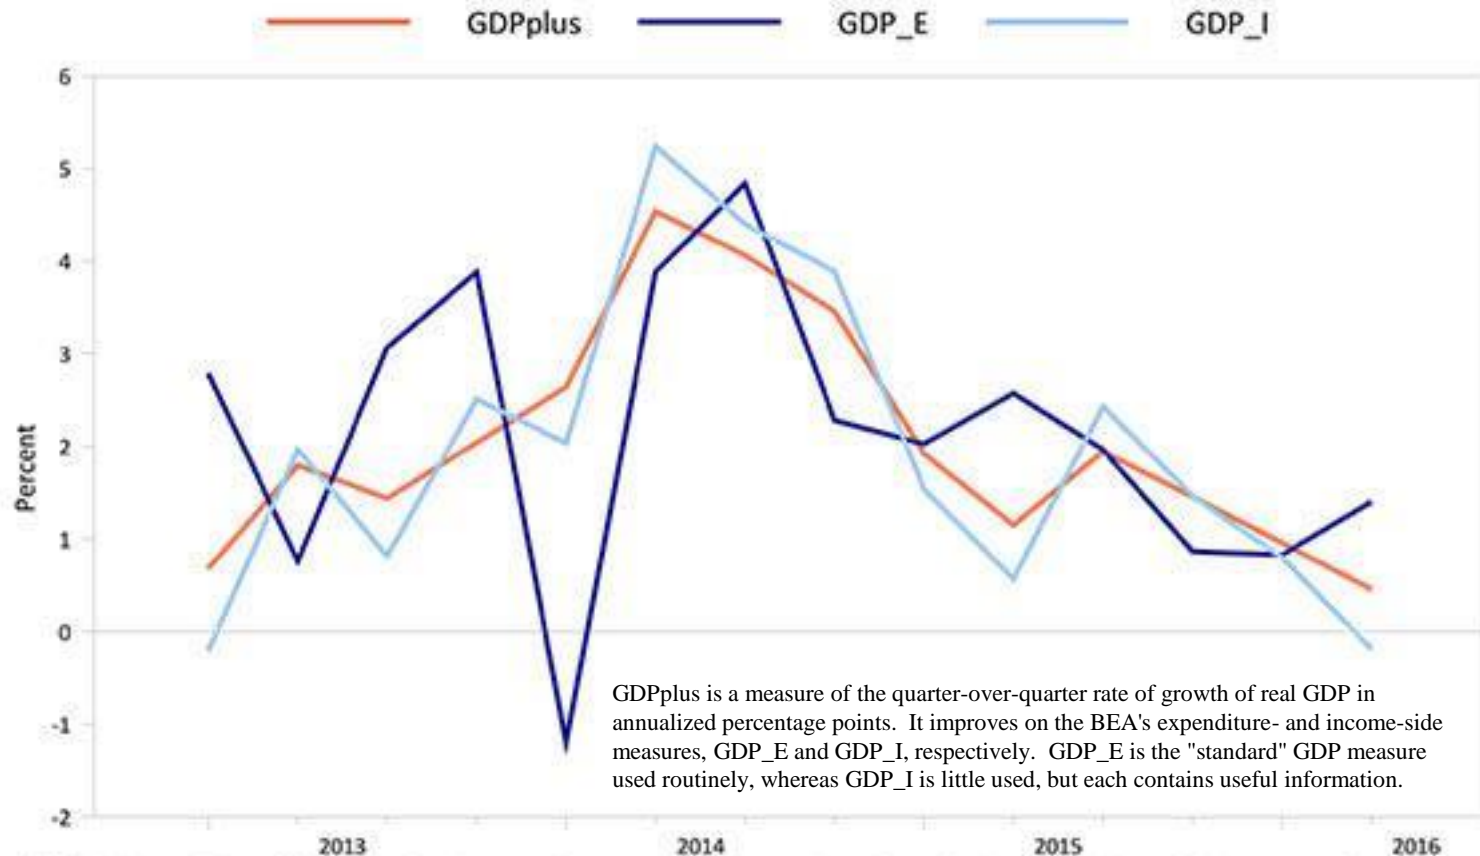 GDPplus GDP_E GDP_I
6
5
4
3
2
1
0
-1
-2
Percent
GDPplus is a measure of the quarter-over-quarter rate of growth of real GDP in
annualized percentage points.  It improves on the BEA's expenditure- and income-side
measures, GDP_E and GDP_I, respectively.  GDP_E is the "standard" GDP measure
used routinely, whereas GDP_I is little used, but each contains useful information.
2013 2014 2015 2016